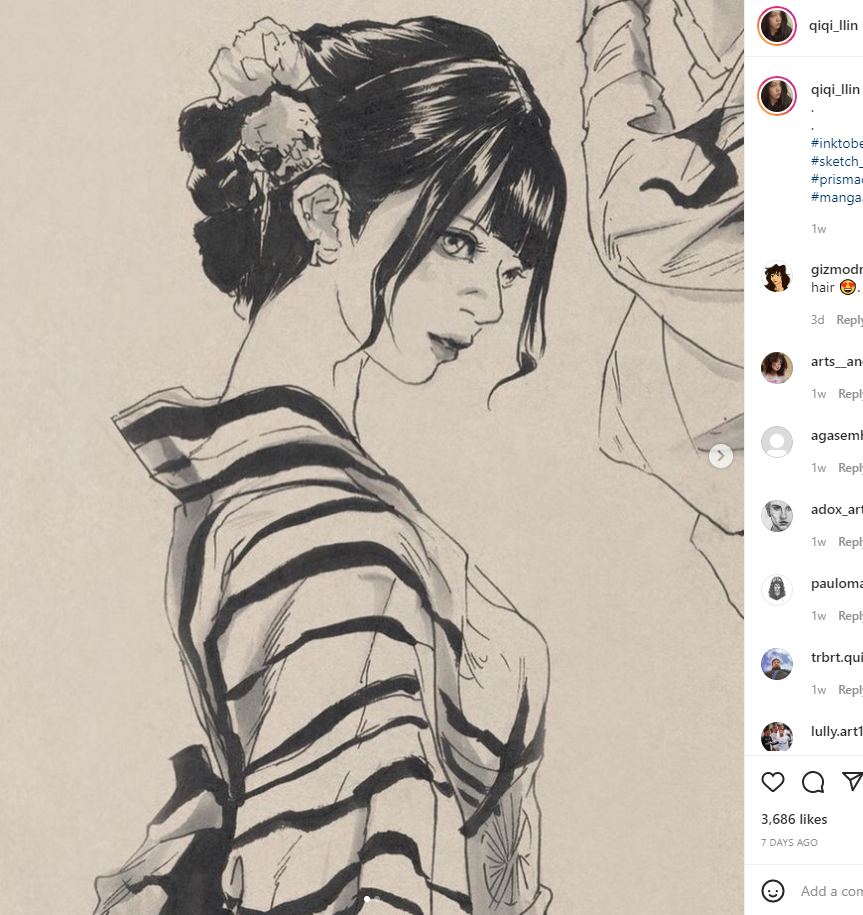 qiqi_llin
qiqi_llin
.
.
#inktobe
#sketch_
#prismac
#manga
1w
gizmodr
hair 😍.
3d Reply
arts__an
1w Reply
agaseml
1w Reply
adox_art
1w Reply
pauloma
1w Reply
trbrt.qui
1w Reply
lully.art1
3,686 likes
7 DAYS AGO
Add a com